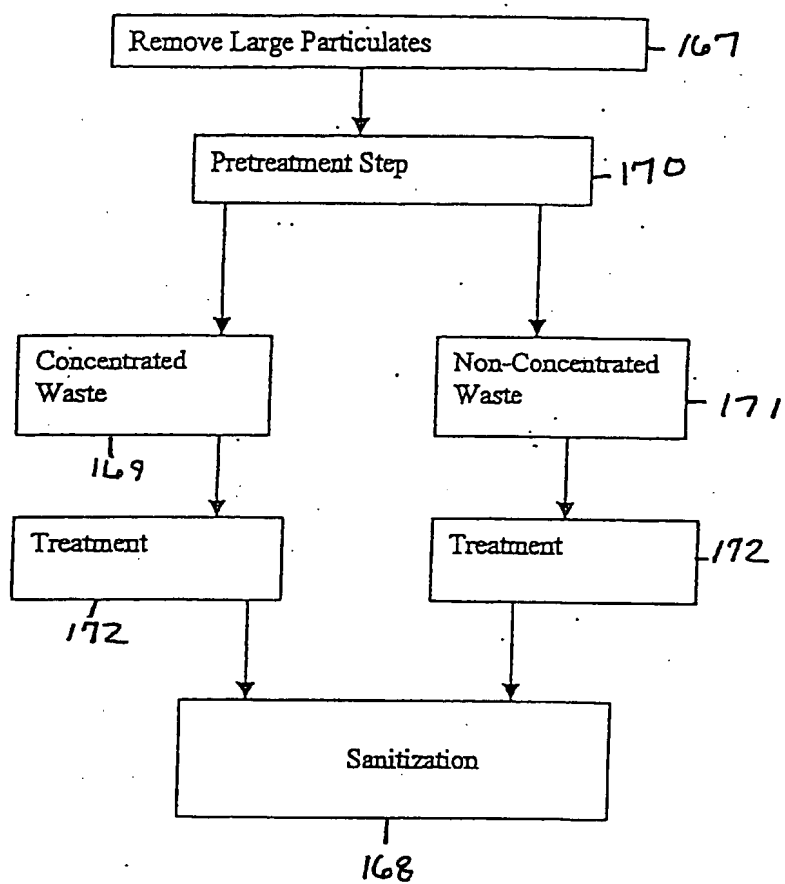 Remove Large Particulates
167
Pretreatment Step
170
Concentrated
Waste
169
Non-Concentrated
Waste
171
Treatment
172
Treatment
172
Sanitization
168